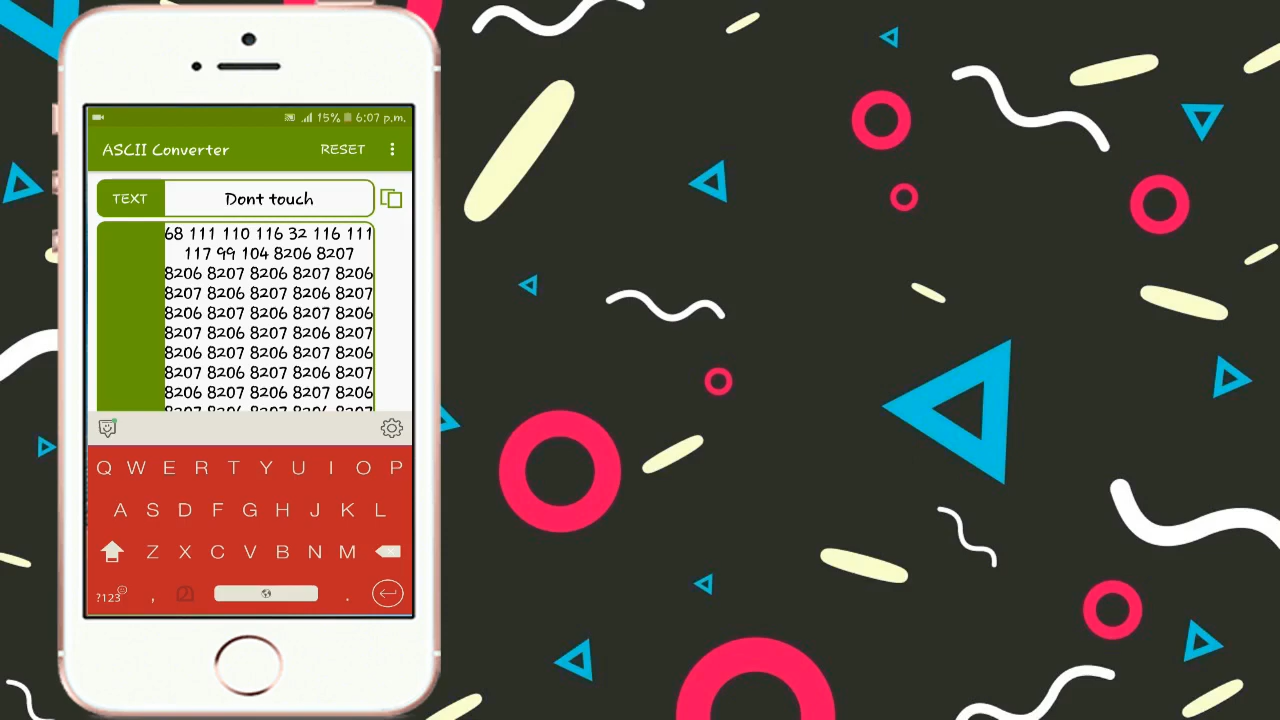 15% 6:07 p.m.
ASCII Converter RESET
TEXT Dont touch
68 111 110 116 32 116 111
117 99 104 8206 8207
8206 8207 8206 8207 8206
8207 8206 8207 8206 8207
8206 8207 8206 8207 8206
8207 8206 8207 8206 8207
8206 8207 8206 8207 8206
8207 8206 8207 8206 8207
8206 8207 8206 8207 8206
Q W E R T Y U I O P
A S D F G H J K L
Z X C V B N M
?123 , .